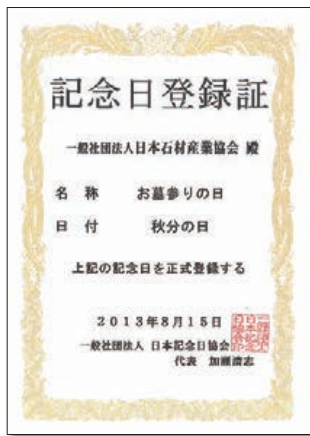 記念日登録証
一般社団法人日本石材産業協会 殿
名 称 お墓参りの日
日 付 秋分の日
上記の記念日を正式登録する
2013年8月15日
一般社団法人 日本記念日協会
代表 加瀬清志